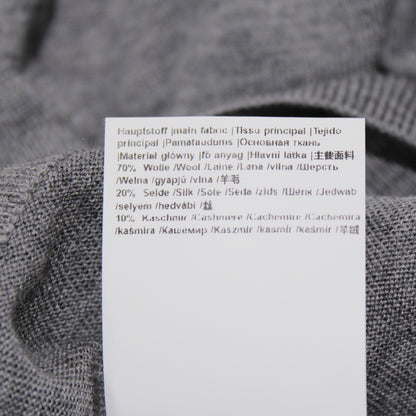 Hauptstoff |main fabric |Tissu principal |Tejido
principal |Pamataudums |Основная ткань
|Materiał główny |fő anyag |Hlavní látka |主要面料
70% Wolle /Wool /Laine /Lana /vilna /Шерсть
/Wełna /gyapjú /vlna /羊毛
20% Seide /Silk /Soie /Seda /zīds /Шёлк /Jedwab
/selyem /hedvábí /丝
10% Kaschmir /Cashmere /Cachemire /Cachemira
/kašmira /Кашемир /Kaszmir /kasmír /kašmír /羊绒